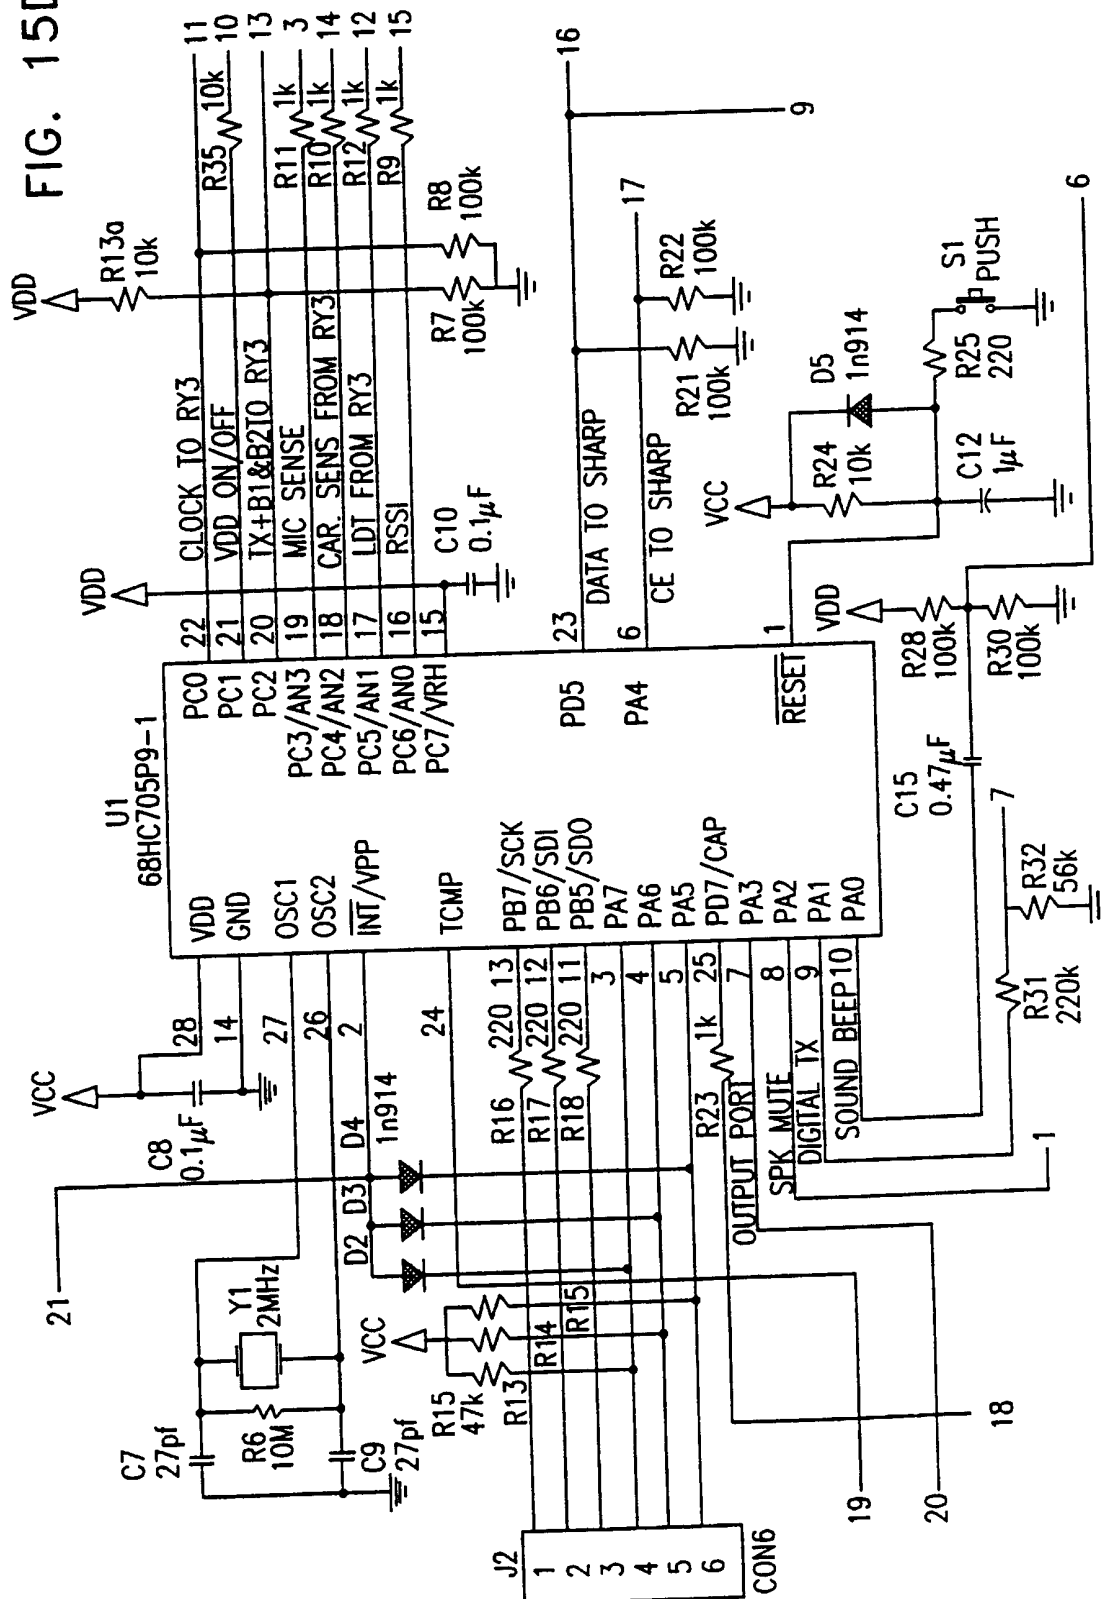 FIG. 15D
U1
68HC705P9-1
VDD
GND
OSC1
OSC2
INT/VPP
TCMP
PB7/SCK
PB6/SDI
PB5/SDO
PA7
PA6
PA5
PD7/CAP
PA3
PA2
PA1
PA0
PC0
PC1
PC2
PC3/AN3
PC4/AN2
PC5/AN1
PC6/AN0
PC7/VRH
PD5
PA4
RESET
28
14
27
26
2
24
13
12
11
3
4
5
25
7
8
9
10
22
21
20
19
18
17
16
15
23
6
1
VCC
C8
0.1µF
21
Y1
2MHz
C7
27pf
R6
10M
C9
27pf
D2
D3
D4
1n914
VCC
R15
47k
R13
R14
R15
R16
220
R17
220
R18
220
R23
1k
J2
1
2
3
4
5
6
CON6
OUTPUT PORT
SPK MUTE
DIGITAL TX
SOUND BEEP
19
20
18
1
R31
220k
R32
56k
7
C15
0.47µF
VDD
R28
100k
R30
100k
6
VDD
C10
0.1µF
CLOCK TO RY3
VDD ON/OFF
TX+B1&B2TO RY3
MIC SENSE
CAR. SENS FROM RY3
LDT FROM RY3
RSSI
VDD
R13a
10k
R7
100k
R8
100k
R35
10k
R11
1k
R10
1k
R12
1k
R9
1k
11
10
13
3
14
12
15
DATA TO SHARP
CE TO SHARP
R21
100k
R22
100k
17
16
9
VCC
R24
10k
D5
1n914
C12
1µF
R25
220
S1
PUSH